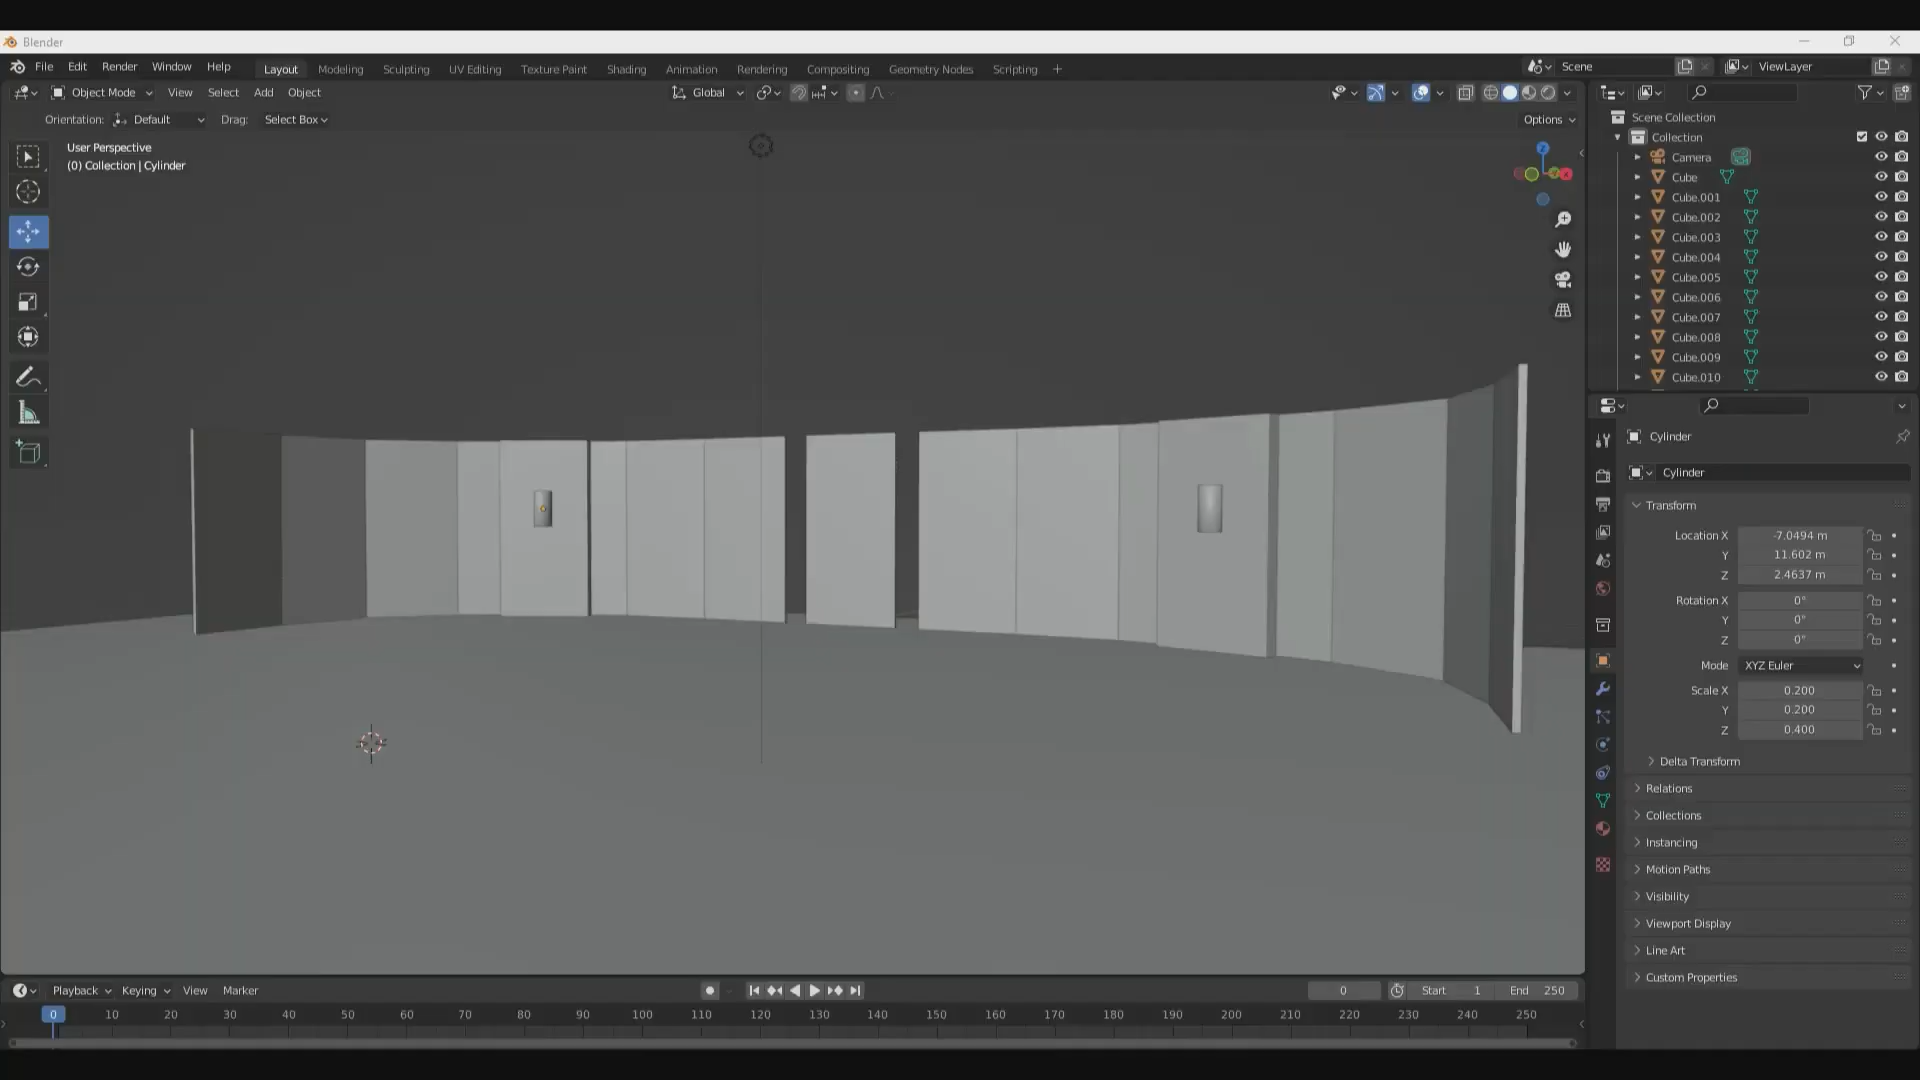 Blender
File Edit Render Window Help Layout Modeling Sculpting UV Editing Texture Paint Shading Animation Rendering Compositing Geometry Nodes Scripting + Scene ViewLayer
Object Mode View Select Add Object Global
Orientation: Default Drag: Select Box Options
User Perspective
(0) Collection | Cylinder
Z
X
Scene Collection
Collection
Camera
Cube
Cube.001
Cube.002
Cube.003
Cube.004
Cube.005
Cube.006
Cube.007
Cube.008
Cube.009
Cube.010
Cylinder
Cylinder
Transform
Location X -7.0494 m
Y 11.602 m
Z 2.4637 m
Rotation X 0°
Y 0°
Z 0°
Mode XYZ Euler
Scale X 0.200
Y 0.200
Z 0.400
Delta Transform
Relations
Collections
Instancing
Motion Paths
Visibility
Viewport Display
Line Art
Custom Properties
Playback Keying View Marker 0 Start 1 End 250
0 10 20 30 40 50 60 70 80 90 100 110 120 130 140 150 160 170 180 190 200 210 220 230 240 250